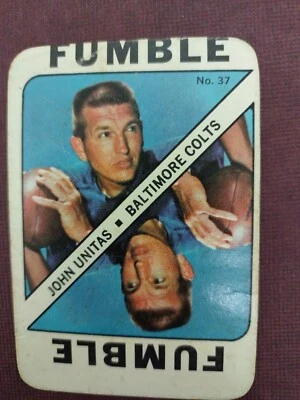 FUMBLE
No. 37
JOHN UNITAS ■ BALTIMORE COLTS
FUMBLE